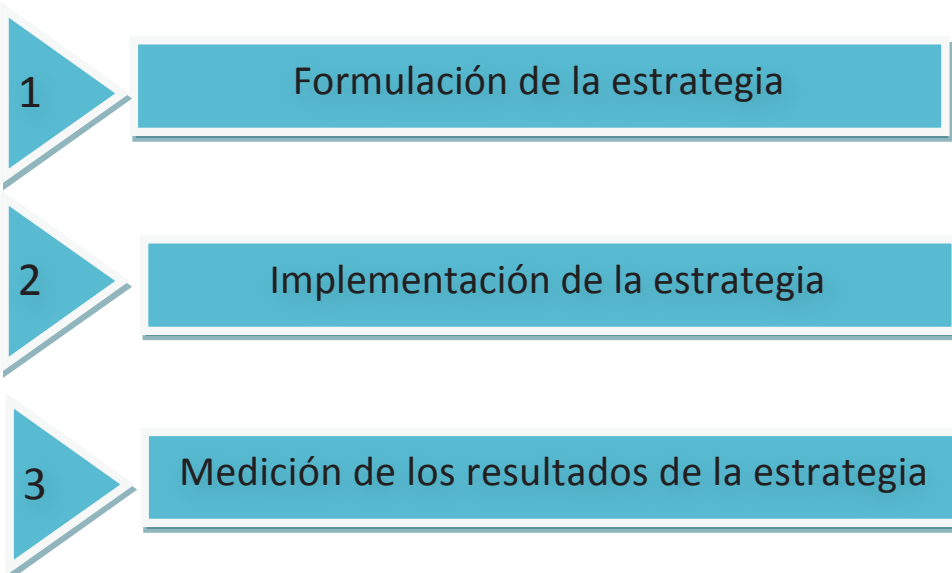 1
Formulación de la estrategia
2
Implementación de la estrategia
3
Medición de los resultados de la estrategia